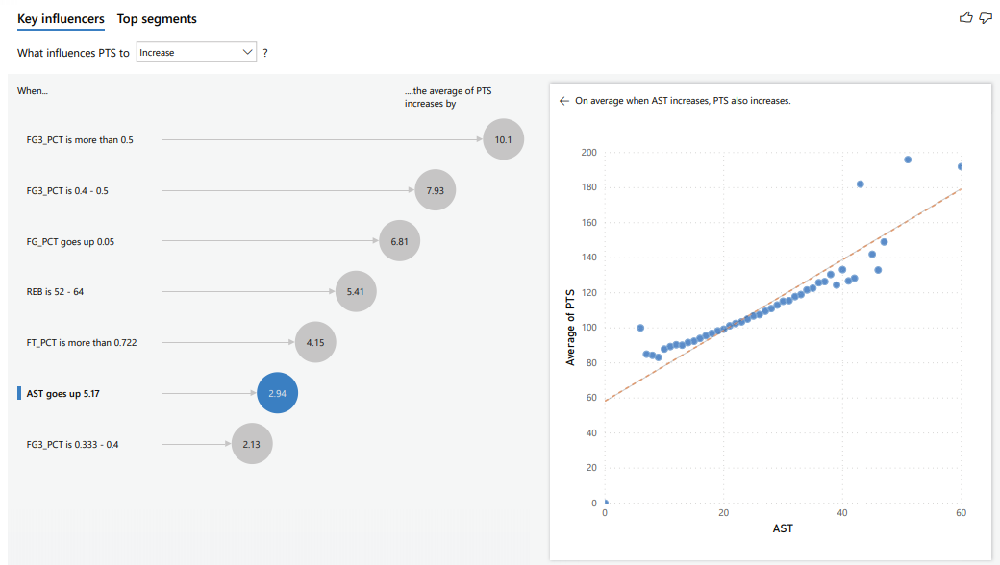 Key influencers Top segments
What influences PTS to Increase ?
When...
....the average of PTS
increases by
FG3_PCT is more than 0.5 10.1
FG3_PCT is 0.4 - 0.5 7.93
FG_PCT goes up 0.05 6.81
REB is 52 - 64 5.41
FT_PCT is more than 0.722 4.15
AST goes up 5.17 2.94
FG3_PCT is 0.333 - 0.4 2.13
On average when AST increases, PTS also increases.
200
180
160
140
120
100
80
60
40
20
0
Average of PTS
0 20 40 60
AST